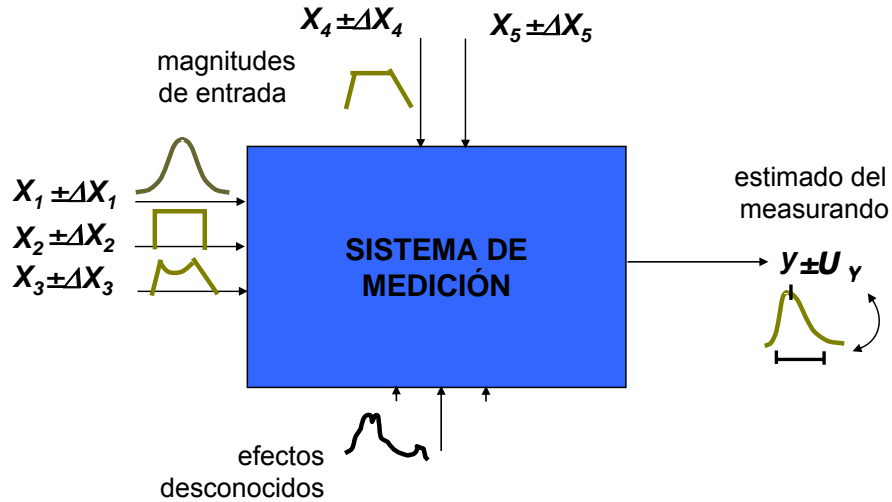 X4 ±ΔX4
X5 ±ΔX5
magnitudes
de entrada
X1 ±ΔX1
X2 ±ΔX2
X3 ±ΔX3
SISTEMA DE
MEDICIÓN
estimado del
measurando
y ±U Y
efectos
desconocidos